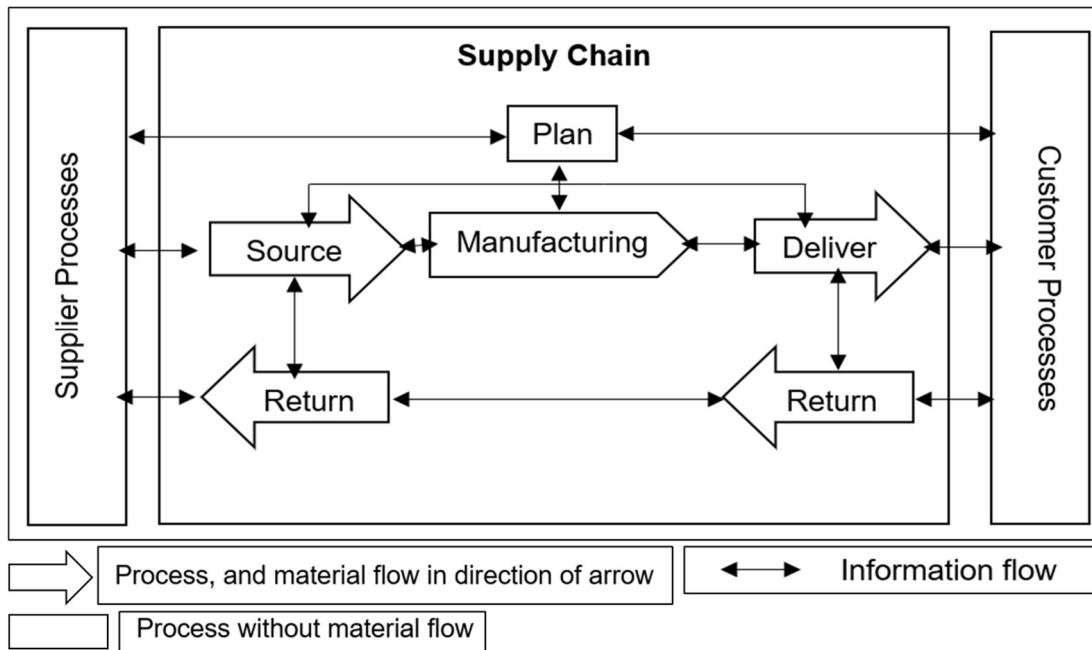 Supply Chain
Supplier Processes
Plan
Customer Processes
Source
Manufacturing
Deliver
Return
Return
Process, and material flow in direction of arrow
Information flow
Process without material flow